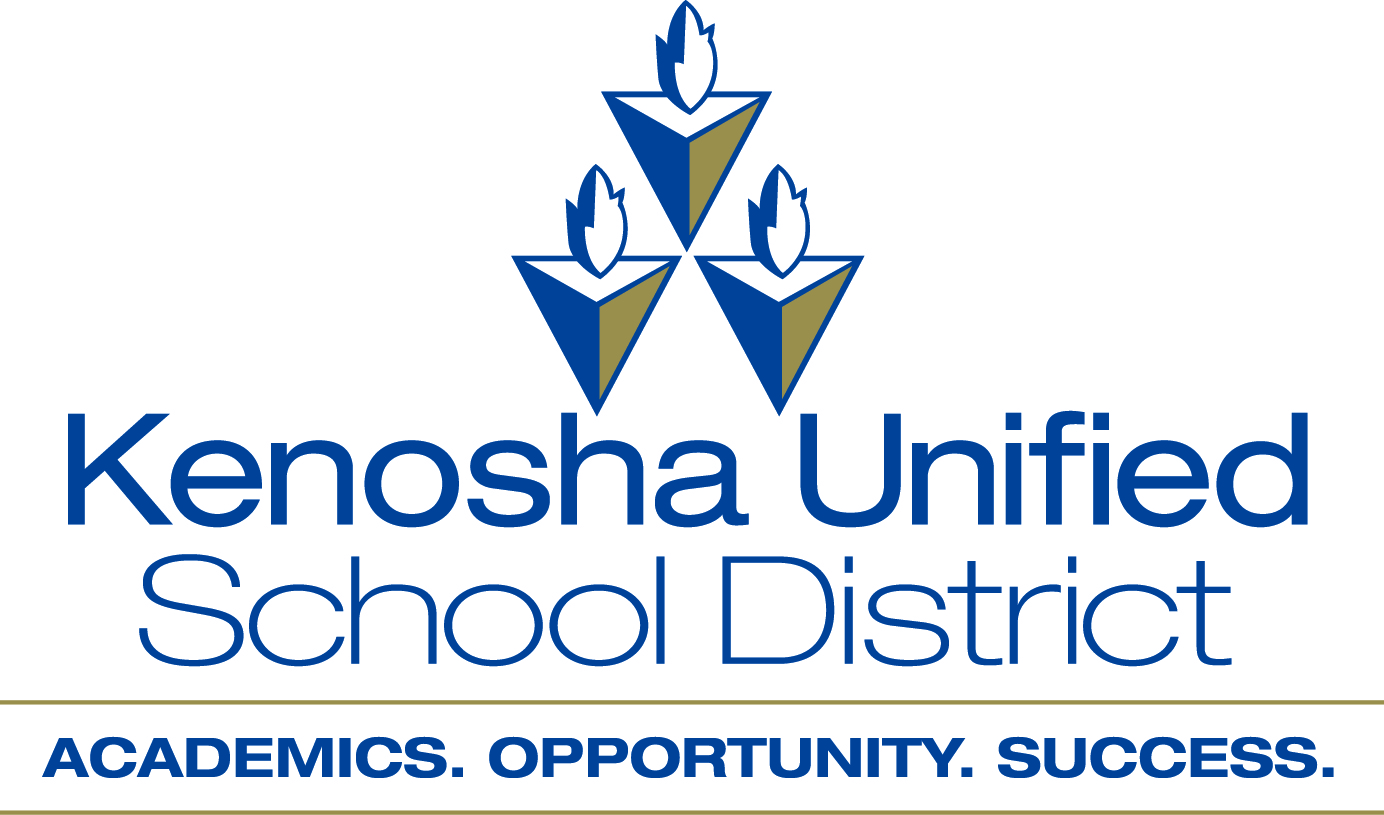 Kenosha Unified
School District
ACADEMICS. OPPORTUNITY. SUCCESS.